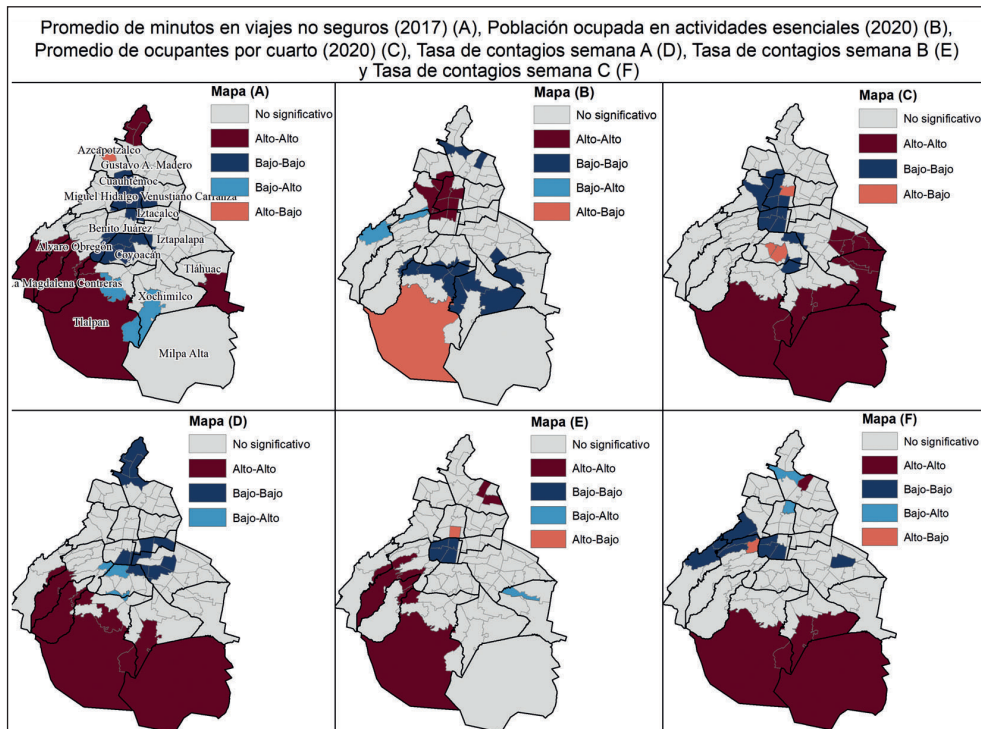 Promedio de minutos en viajes no seguros (2017) (A), Población ocupada en actividades esenciales (2020) (B),
Promedio de ocupantes por cuarto (2020) (C), Tasa de contagios semana A (D), Tasa de contagios semana B (E)
y Tasa de contagios semana C (F)
Mapa (A)
No significativo
Alto-Alto
Bajo-Bajo
Bajo-Alto
Alto-Bajo
Azcapotzalco
Gustavo A. Madero
Cuauhtémoc
Miguel Hidalgo Venustiano Carranza
Iztacalco
Benito Juárez
Iztapalapa
Alvaro Obregón
Coyoacán
Tláhuac
La Magdalena Contreras
Xochimilco
Tlalpan
Milpa Alta
Mapa (B)
No significativo
Alto-Alto
Bajo-Bajo
Bajo-Alto
Alto-Bajo
Mapa (C)
No significativo
Alto-Alto
Bajo-Bajo
Alto-Bajo
Mapa (D)
No significativo
Alto-Alto
Bajo-Bajo
Bajo-Alto
Mapa (E)
No significativo
Alto-Alto
Bajo-Bajo
Bajo-Alto
Alto-Bajo
Mapa (F)
No significativo
Alto-Alto
Bajo-Bajo
Bajo-Alto
Alto-Bajo